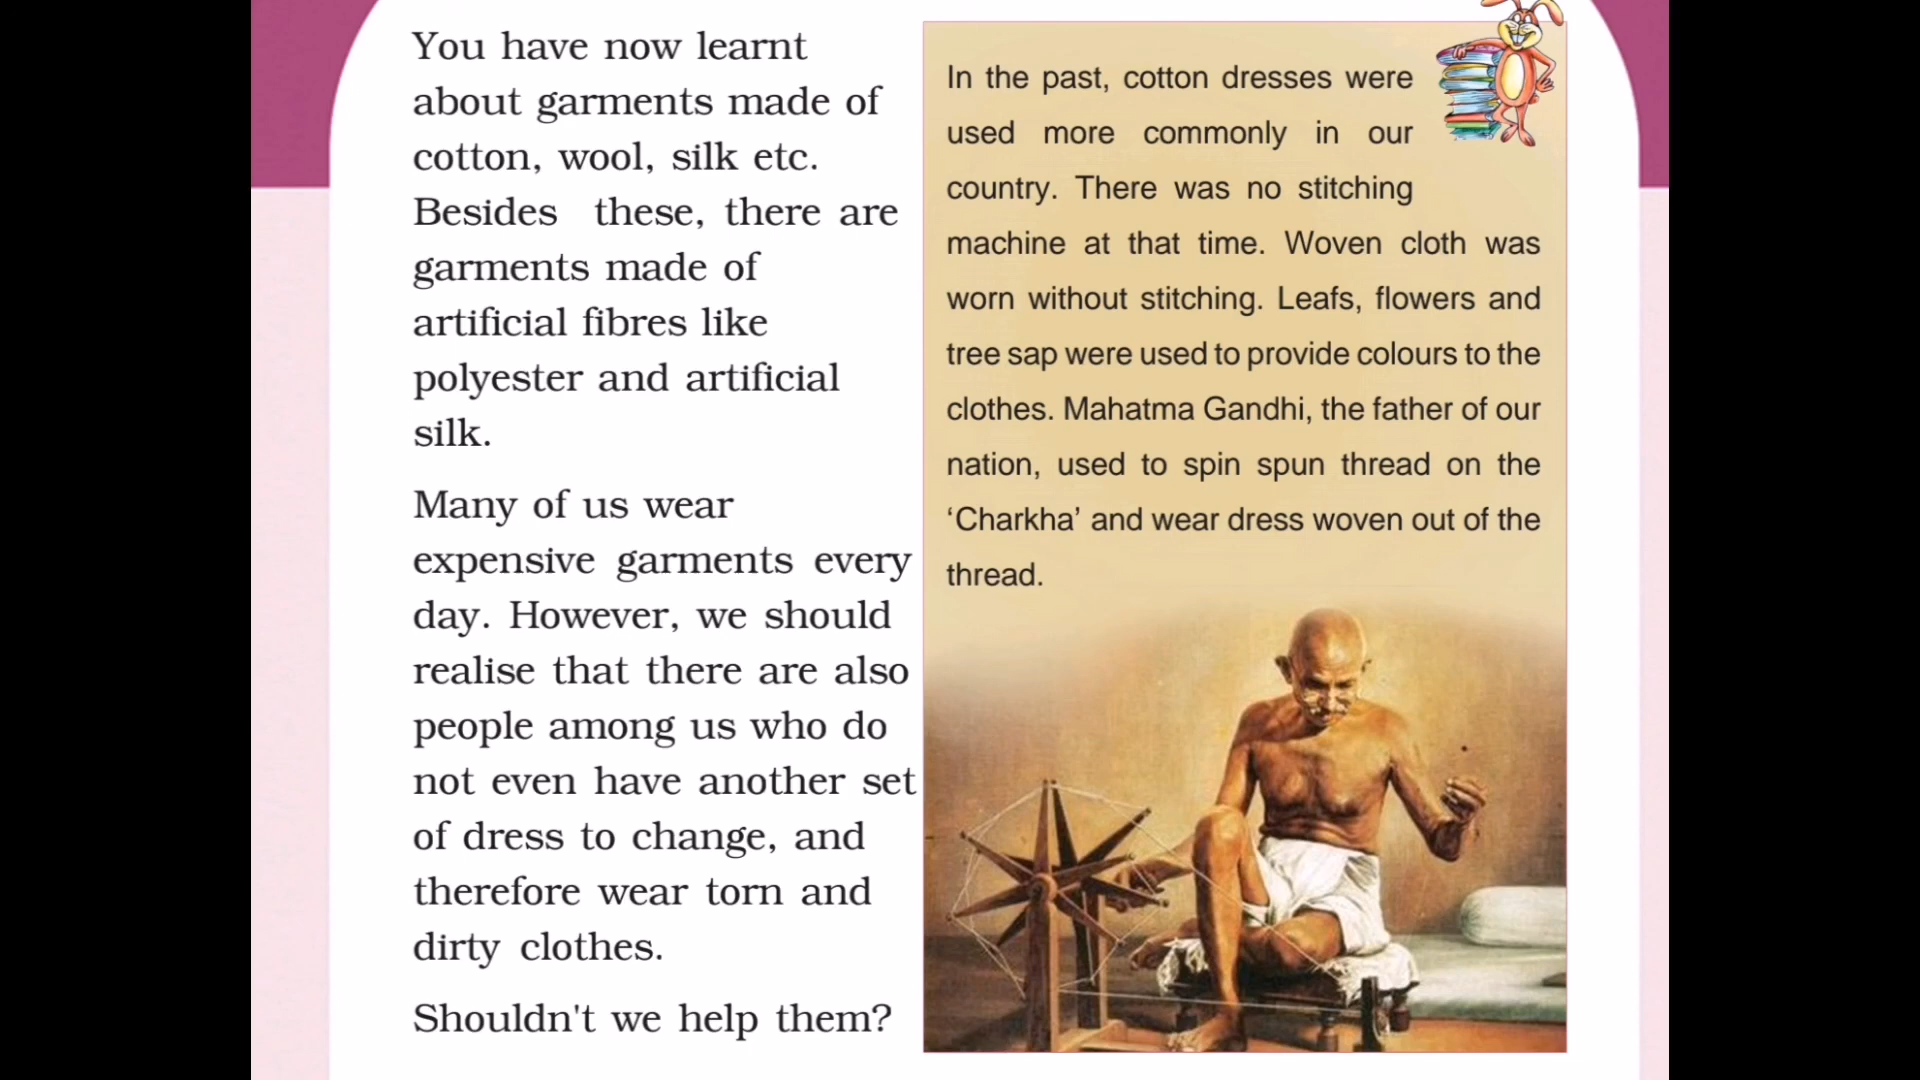 You have now learnt
about garments made of
cotton, wool, silk etc.
Besides these, there are
garments made of
artificial fibres like
polyester and artificial
silk.
Many of us wear
expensive garments every
day. However, we should
realise that there are also
people among us who do
not even have another set
of dress to change, and
therefore wear torn and
dirty clothes.
Shouldn't we help them?
In the past, cotton dresses were
used more commonly in our
country. There was no stitching
machine at that time. Woven cloth was
worn without stitching. Leafs, flowers and
tree sap were used to provide colours to the
clothes. Mahatma Gandhi, the father of our
nation, used to spin spun thread on the
‘Charkha’ and wear dress woven out of the
thread.